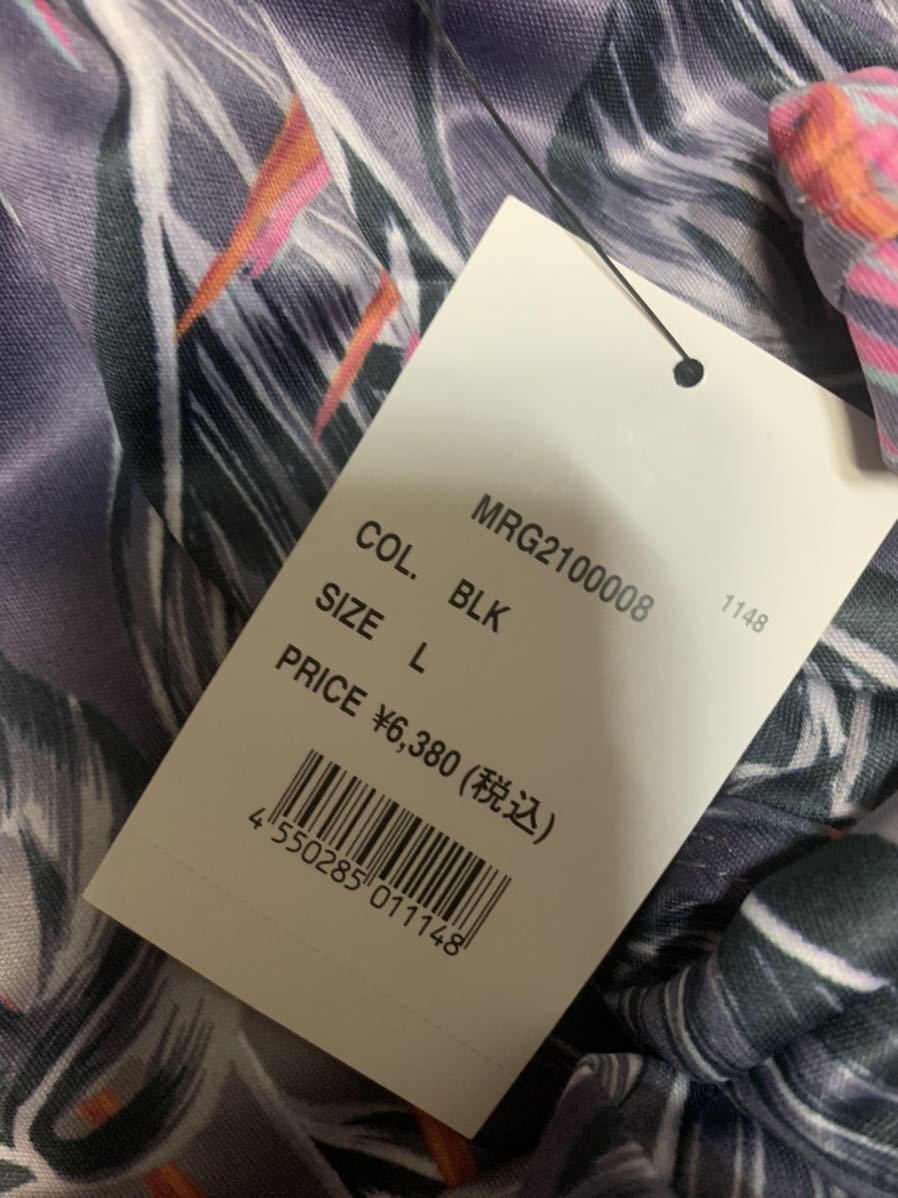 MRG2100008 1148
COL. BLK
SIZE L
PRICE ¥6,380 (税込)
4 550285 011148